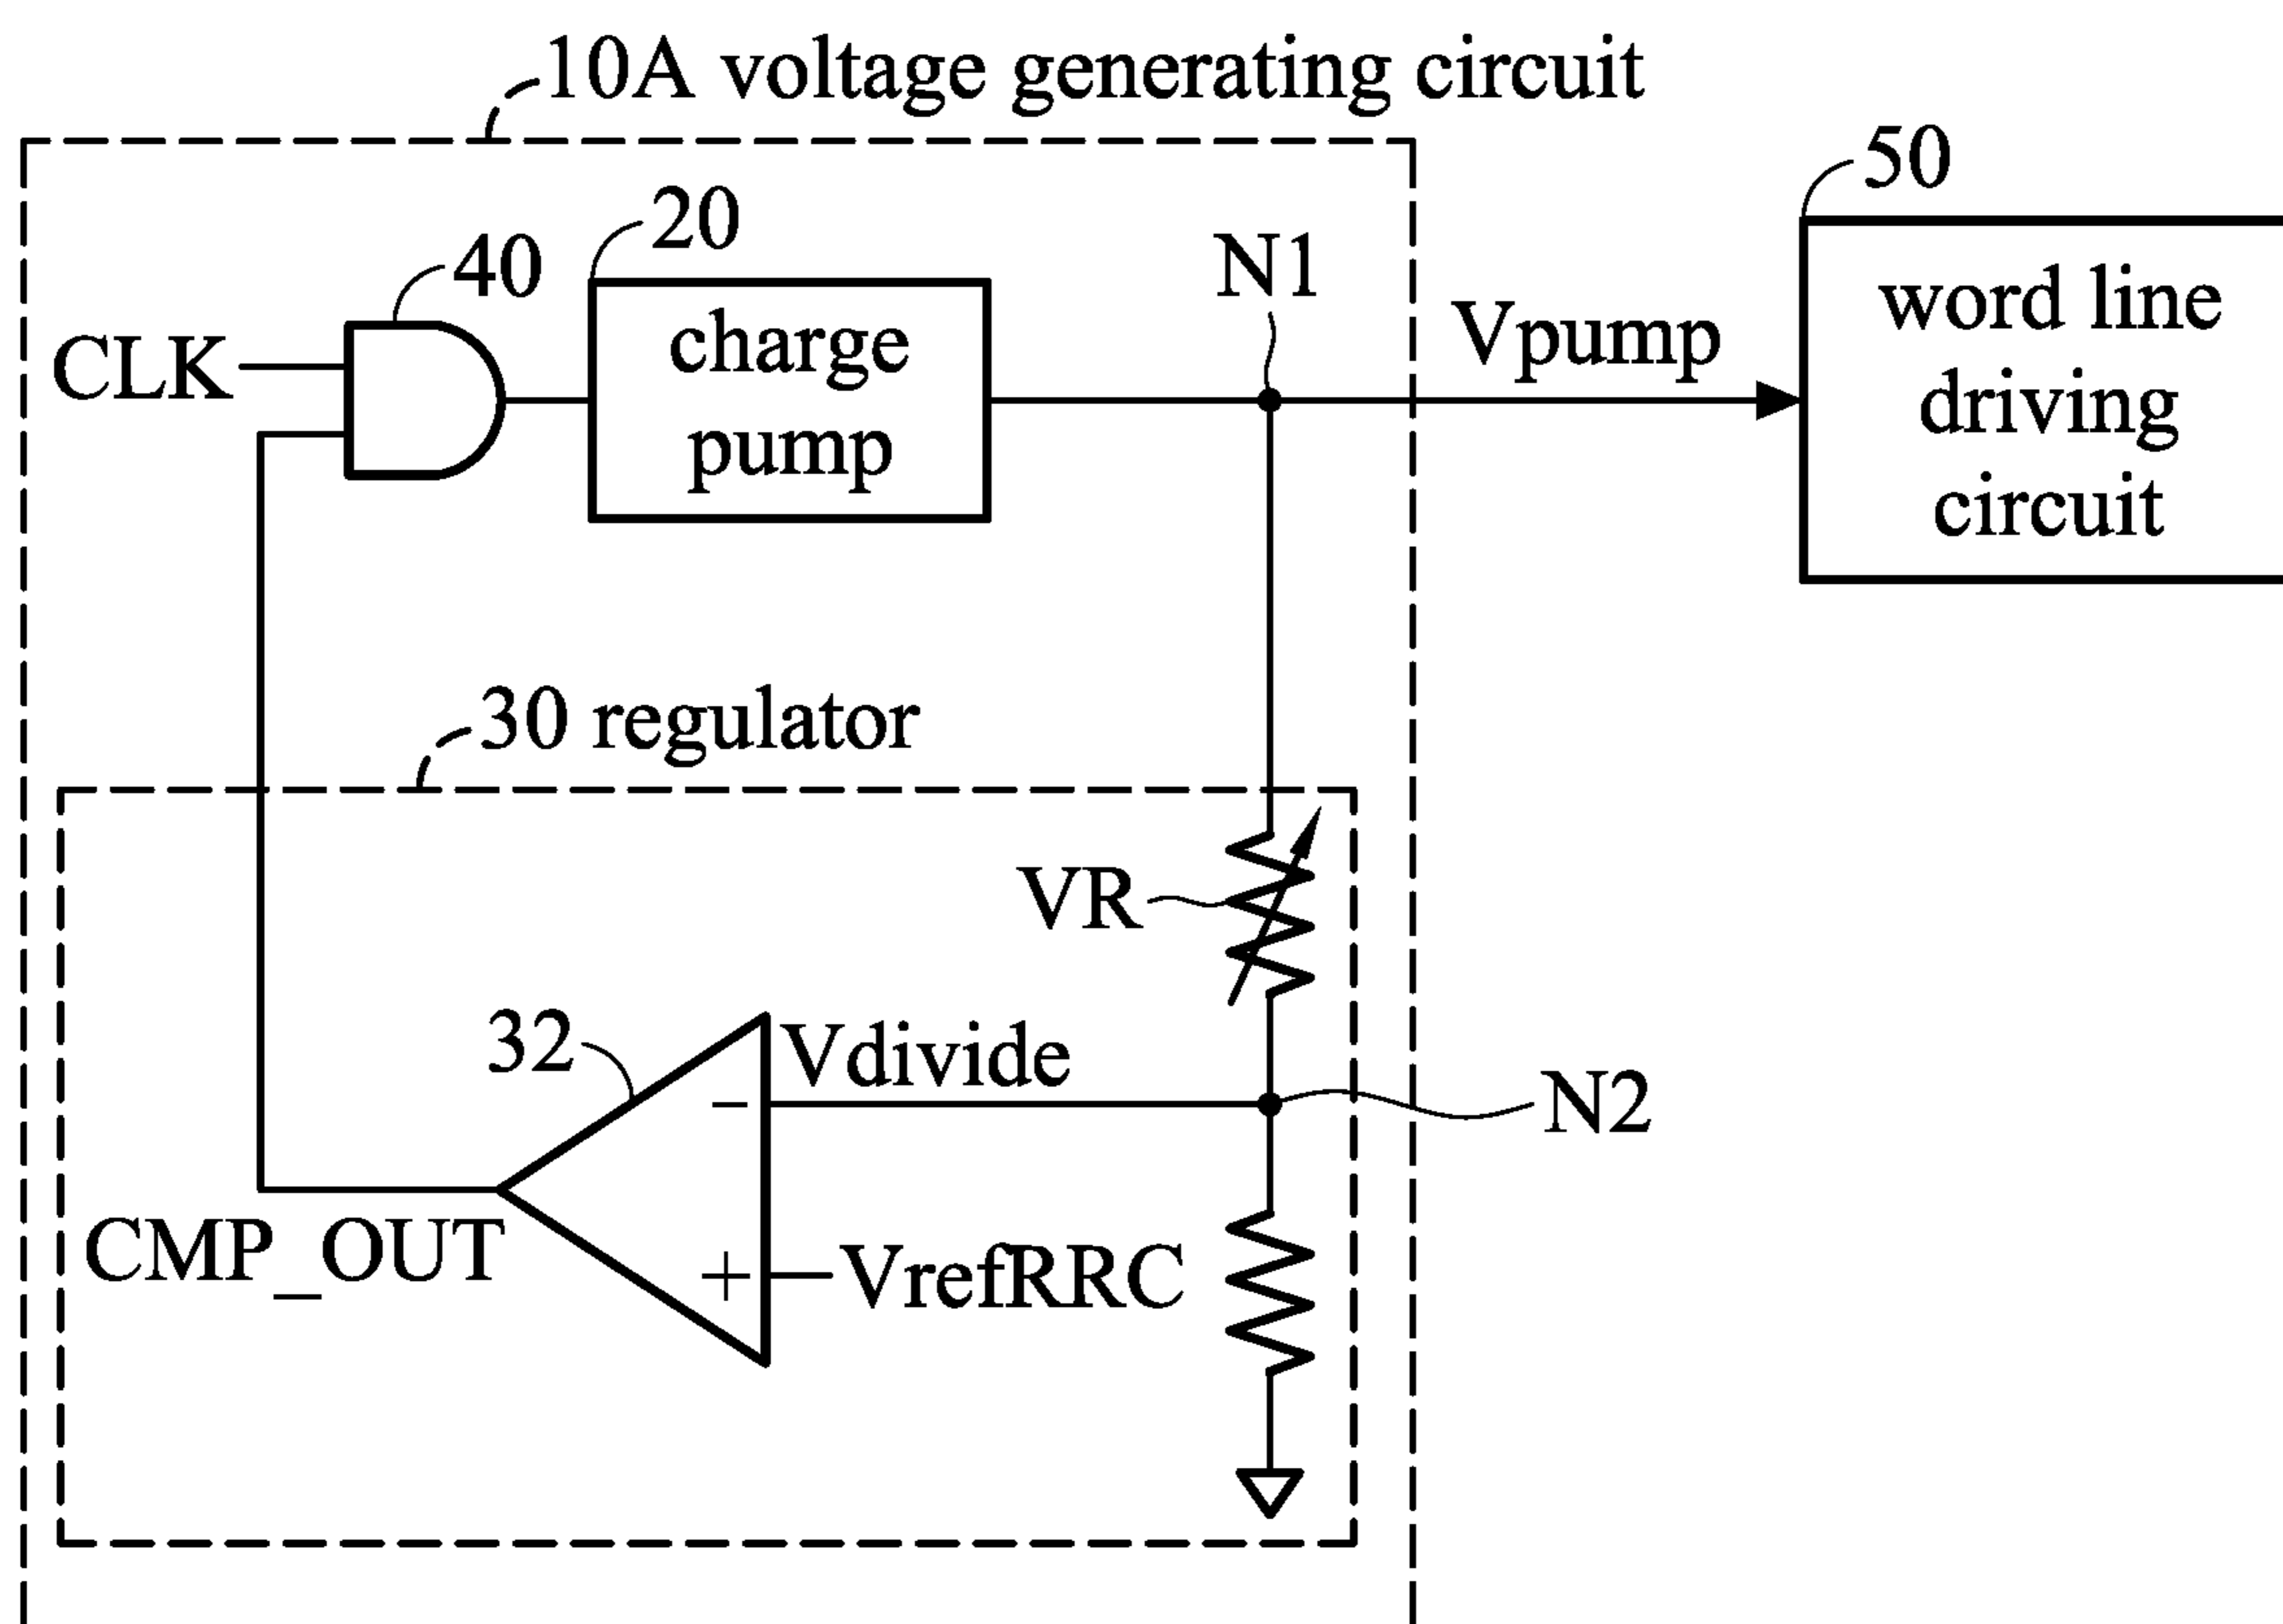 10A voltage generating circuit
50
20
40
N1
word line
driving
circuit
charge
pump
Vpump
CLK
30 regulator
VR
32
Vdivide
−
N2
CMP_OUT
+
VrefRRC